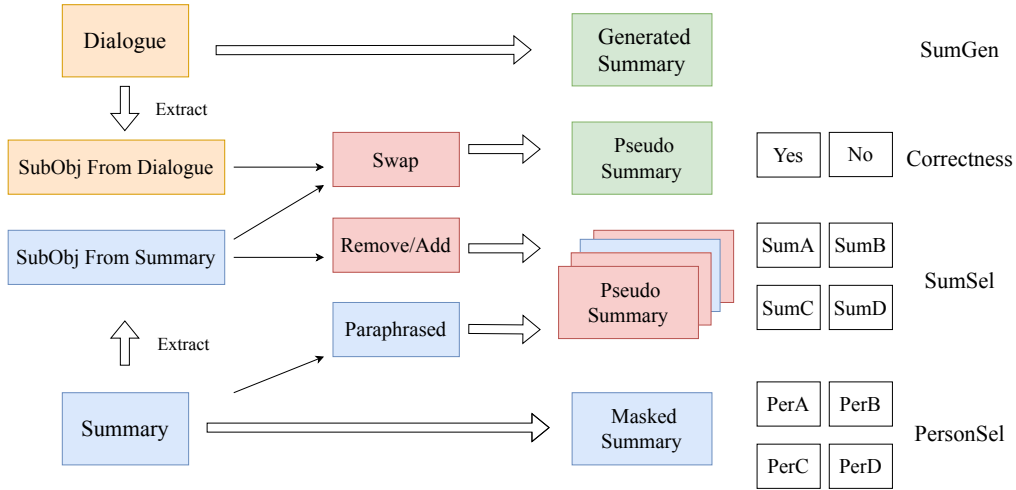 Dialogue
Generated
Summary
SumGen
Extract
SubObj From Dialogue
Swap
Pseudo
Summary
Yes
No
Correctness
SubObj From Summary
Remove/Add
Pseudo
Summary
SumA
SumB
SumC
SumD
SumSel
Paraphrased
Extract
Summary
Masked
Summary
PerA
PerB
PerC
PerD
PersonSel